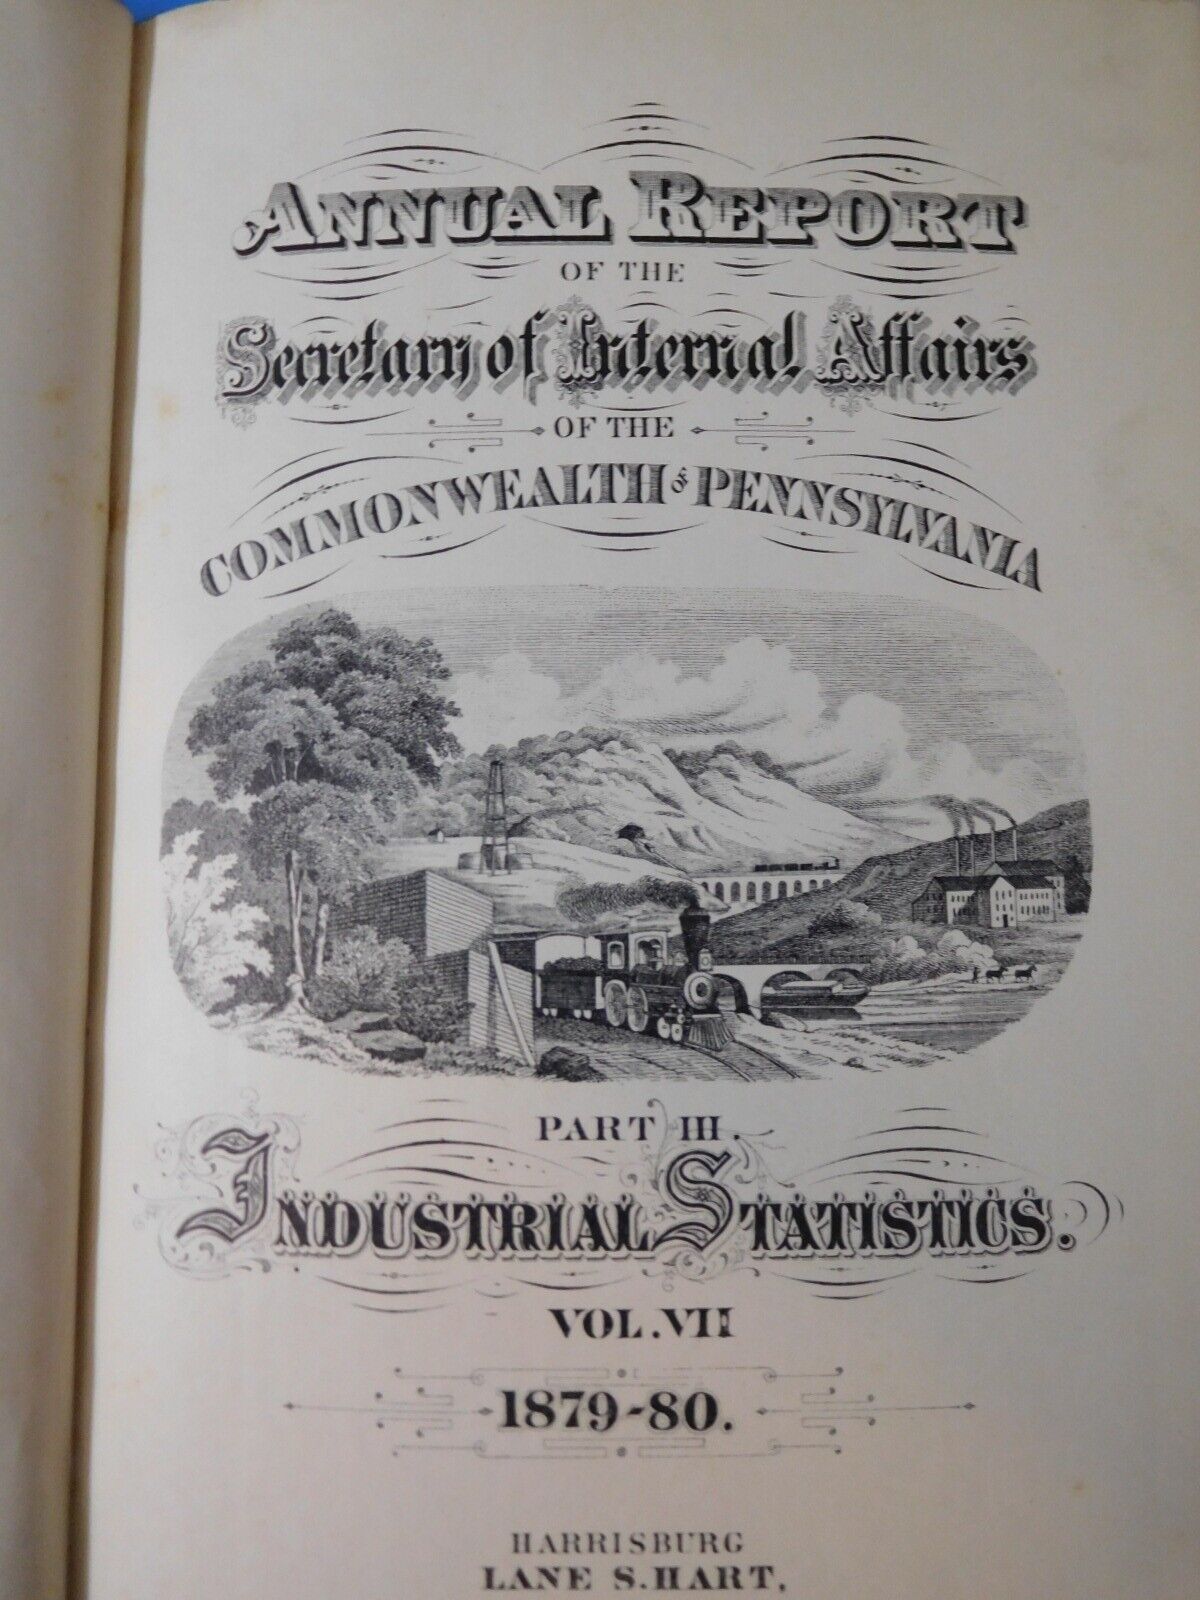 ANNUAL REPORT
OF THE
Secretary of Internal Affairs
OF THE
COMMONWEALTH OF PENNSYLVANIA
PART III.
INDUSTRIAL STATISTICS.
VOL. VII
1879-80.
HARRISBURG
LANE S. HART,